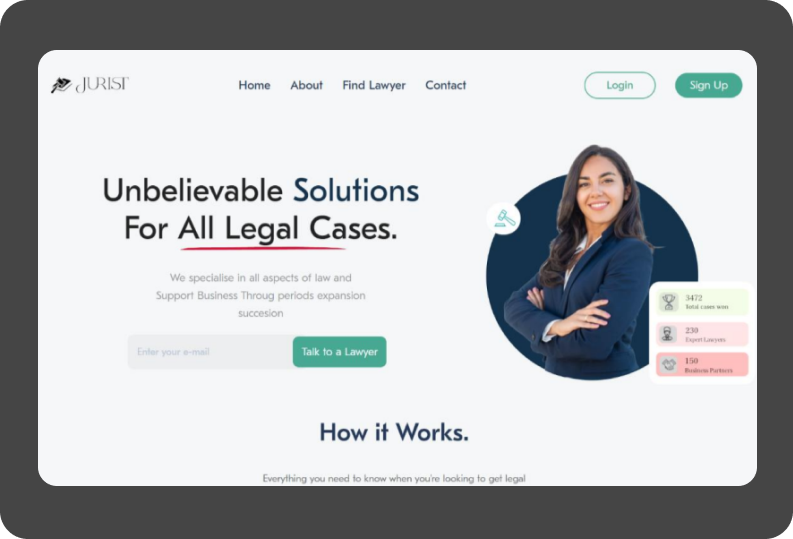 JURIST
Home About Find Lawyer Contact
Login Sign Up
Unbelievable Solutions
For All Legal Cases.
We specialise in all aspects of law and
Support Business Throug periods expansion
succesion
Enter your e-mail Talk to a Lawyer
3472
Total cases won
230
Expert Lawyers
150
Business Partners
How it Works.
Everything you need to know when you're looking to get legal